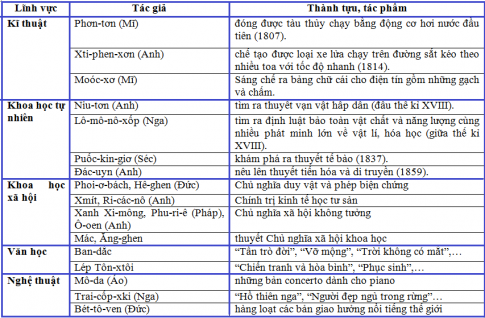 Lĩnh vực Tác giả Thành tựu, tác phẩm
Kĩ thuật Phơn-tơn (Mĩ) đóng được tàu thủy chạy bằng động cơ hơi nước đầu
tiên (1807).
Xti-phen-xơn (Anh) chế tạo được loại xe lửa chạy trên đường sắt kéo theo
nhiều toa với tốc độ nhanh (1814).
Moóc-xơ (Mĩ) Sáng chế ra bảng chữ cái cho điện tín gồm những gạch
và chấm.
Khoa học tự Niu-tơn (Anh) tìm ra thuyết vạn vật hấp dẫn (đầu thế kỉ XVIII).
nhiên Lô-mô-nô-xốp (Nga) tìm ra định luật bảo toàn vật chất và năng lượng cùng
nhiều phát minh lớn về vật lí, hóa học (giữa thế kỉ
XVIII).
Puốc-kin-giơ (Séc) khám phá ra thuyết tế bào (1837).
Đác-uyn (Anh) nêu lên thuyết tiến hóa và di truyền (1859).
Khoa học Phoi-ơ-bách, Hê-ghen (Đức) Chủ nghĩa duy vật và phép biện chứng
xã hội Xmít, Ri-các-nô (Anh) Chính trị kinh tế học tư sản
Xanh Xi-mông, Phu-ri-ê (Pháp), Chủ nghĩa xã hội không tưởng
Ô-oen (Anh)
Mác, Ăng-ghen thuyết Chủ nghĩa xã hội khoa học
Văn học Ban-dắc “Tấn trò đời”, “Vỡ mộng”, “Trời không có mắt”,…
Lép Tôn-xtôi “Chiến tranh và hòa bình”, “Phục sinh”,…
Nghệ thuật Mô-da (Áo) những bản concerto dành cho piano
Trai-cốp-xki (Nga) “Hồ thiên nga”, “Người đẹp ngủ trong rừng”…
Bét-tô-ven (Đức) hàng loạt các bản giao hưởng nổi tiếng thế giới